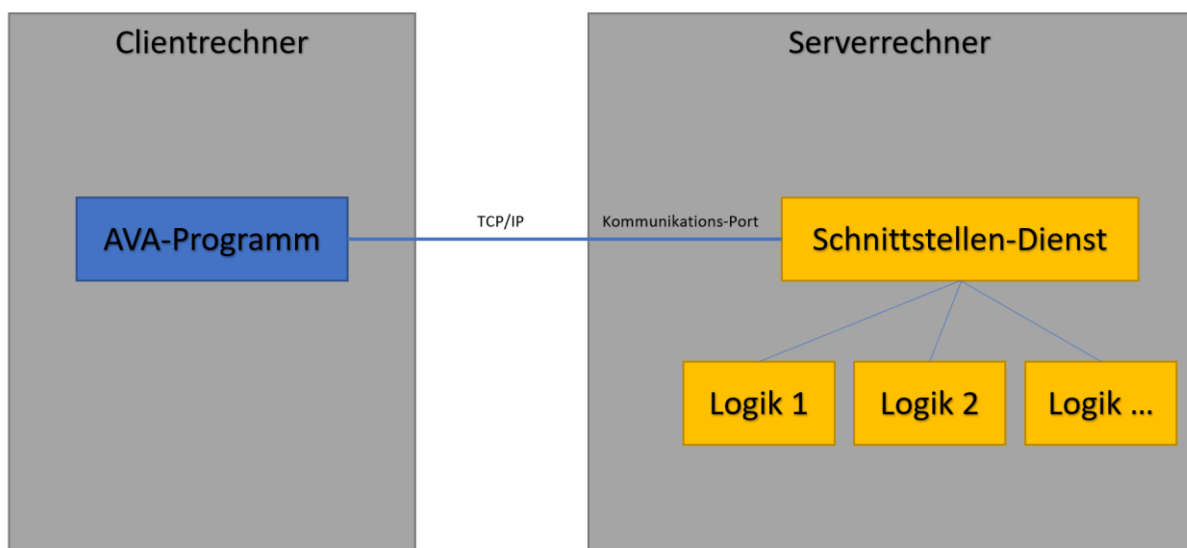 Clientrechner
Serverrechner
AVA-Programm
TCP/IP
Kommunikations-Port
Schnittstellen-Dienst
Logik 1
Logik 2
Logik ...